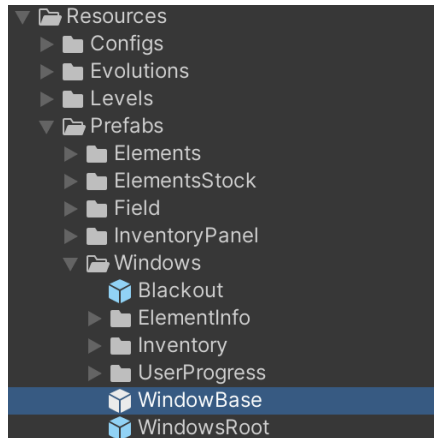 Resources
Configs
Evolutions
Levels
Prefabs
Elements
ElementsStock
Field
InventoryPanel
Windows
Blackout
ElementInfo
Inventory
UserProgress
WindowBase
WindowsRoot